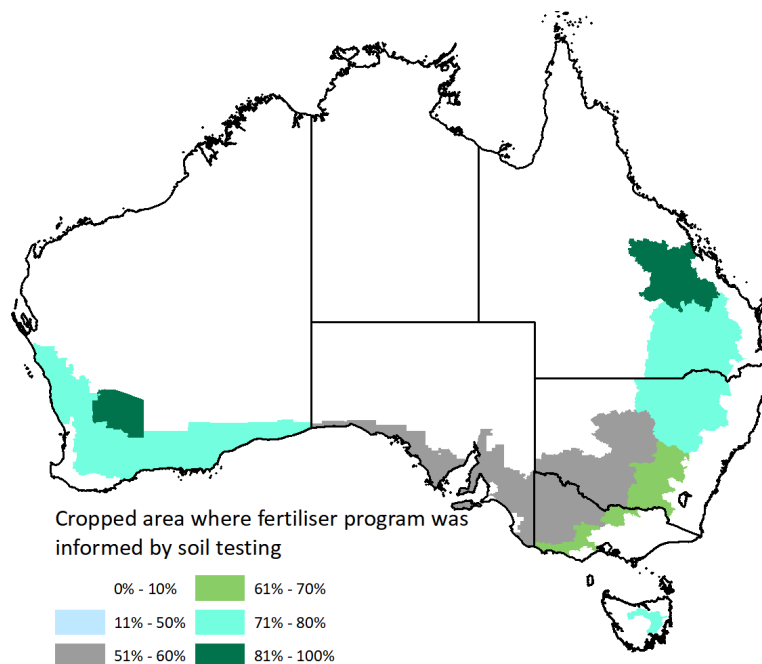 Cropped area where fertiliser program was
informed by soil testing
0% - 10%
61% - 70%
11% - 50%
71% - 80%
51% - 60%
81% - 100%